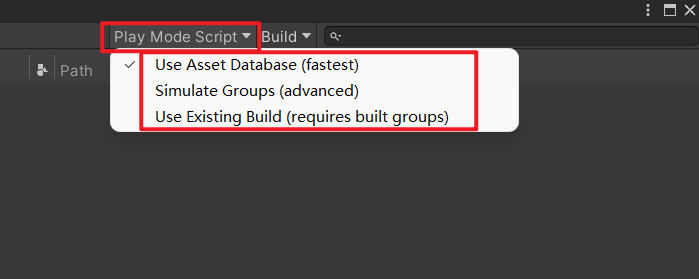 Play Mode Script Build
Path
Use Asset Database (fastest)
Simulate Groups (advanced)
Use Existing Build (requires built groups)